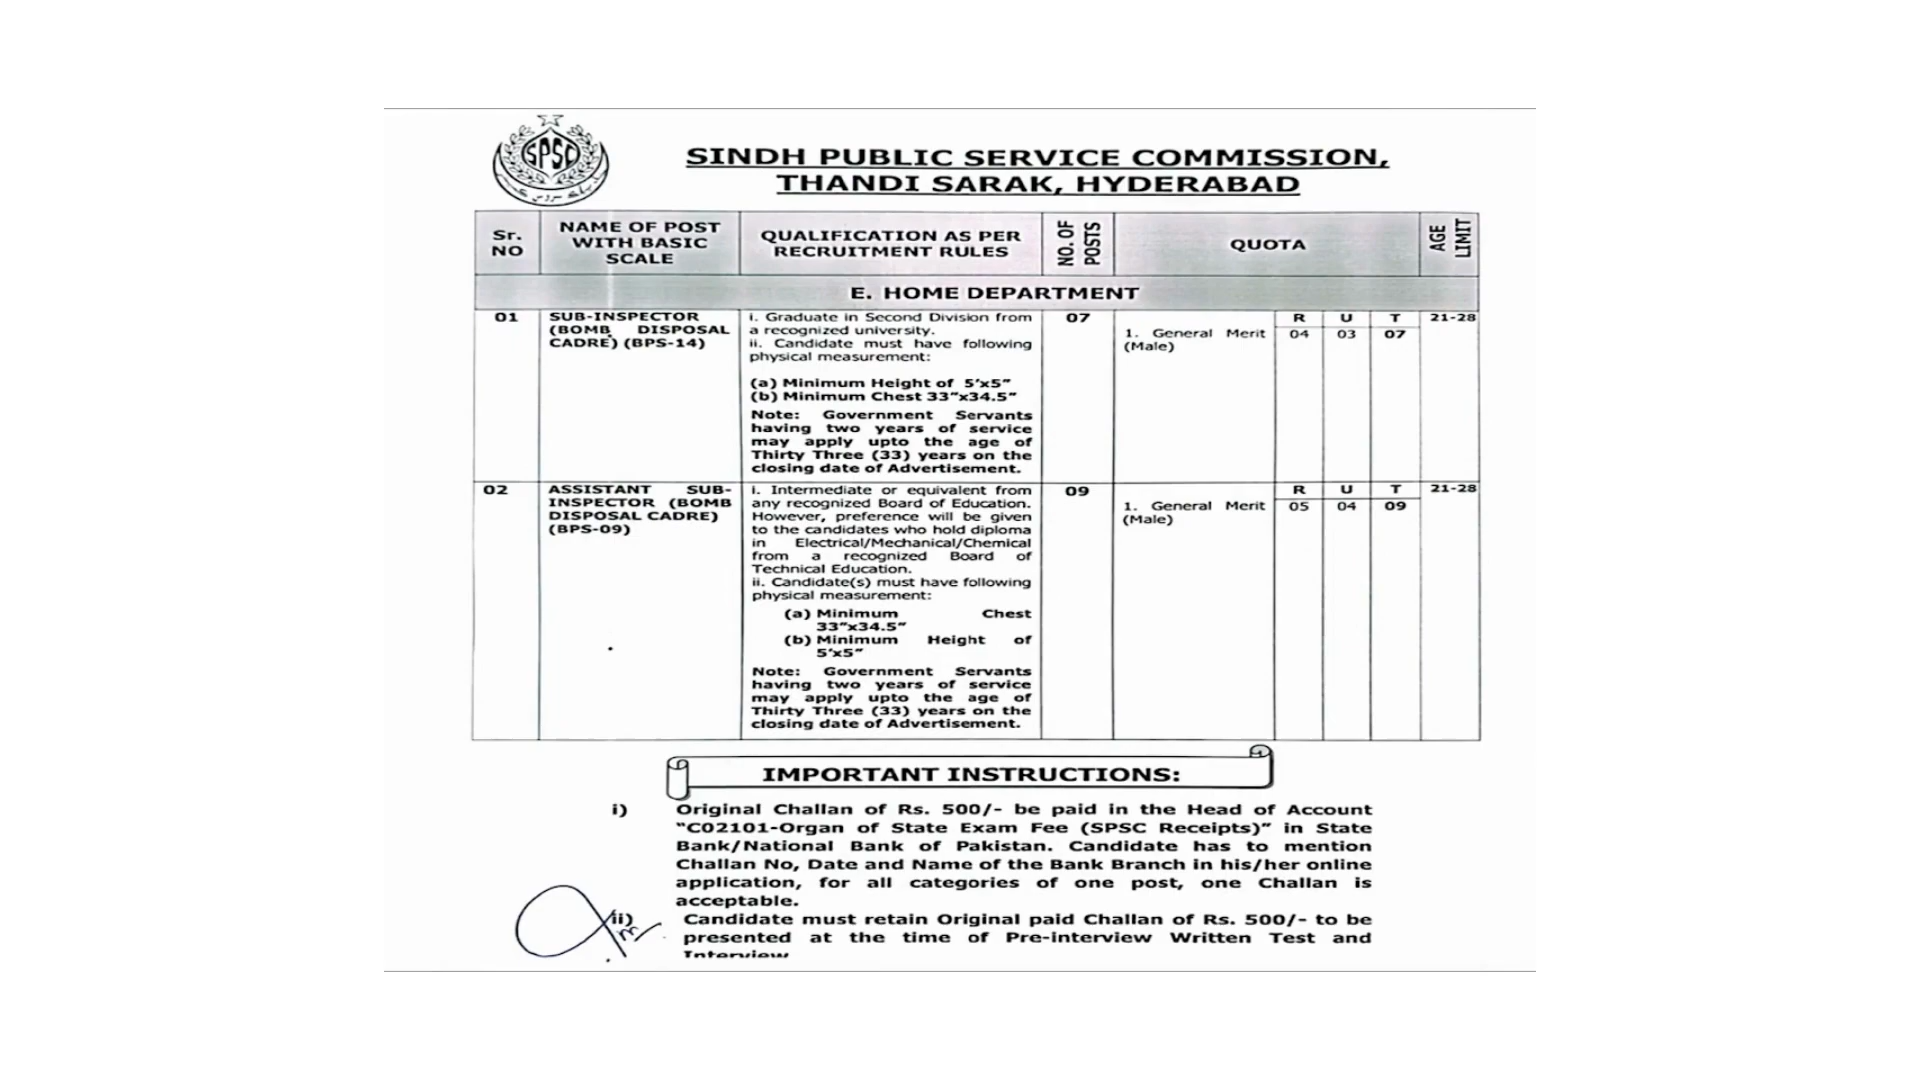 SPSC
SINDH PUBLIC SERVICE COMMISSION,
THANDI SARAK, HYDERABAD
Sr. NO
NAME OF POST WITH BASIC SCALE
QUALIFICATION AS PER RECRUITMENT RULES
NO. OF POSTS
QUOTA
AGE LIMIT
E. HOME DEPARTMENT
01
SUB-INSPECTOR
(BOMB DISPOSAL
CADRE) (BPS-14)
i. Graduate in Second Division from
a recognized university.
ii. Candidate must have following
physical measurement:
(a) Minimum Height of 5'x5"
(b) Minimum Chest 33"x34.5"
Note: Government Servants
having two years of service
may apply upto the age of
Thirty Three (33) years on the
closing date of Advertisement.
07
1. General Merit
(Male)
R U T
04 03 07
21-28
02
ASSISTANT SUB-
INSPECTOR (BOMB
DISPOSAL CADRE)
(BPS-09)
i. Intermediate or equivalent from
any recognized Board of Education.
However, preference will be given
to the candidates who hold diploma
in Electrical/Mechanical/Chemical
from a recognized Board of
Technical Education.
ii. Candidate(s) must have following
physical measurement:
(a) Minimum Chest
33"x34.5"
(b) Minimum Height of
5'x5"
Note: Government Servants
having two years of service
may apply upto the age of
Thirty Three (33) years on the
closing date of Advertisement.
09
1. General Merit
(Male)
R U T
05 04 09
21-28
IMPORTANT INSTRUCTIONS:
i) Original Challan of Rs. 500/- be paid in the Head of Account
"C02101-Organ of State Exam Fee (SPSC Receipts)" in State
Bank/National Bank of Pakistan. Candidate has to mention
Challan No, Date and Name of the Bank Branch in his/her online
application, for all categories of one post, one Challan is
acceptable.
ii) Candidate must retain Original paid Challan of Rs. 500/- to be
presented at the time of Pre-interview Written Test and
Interview